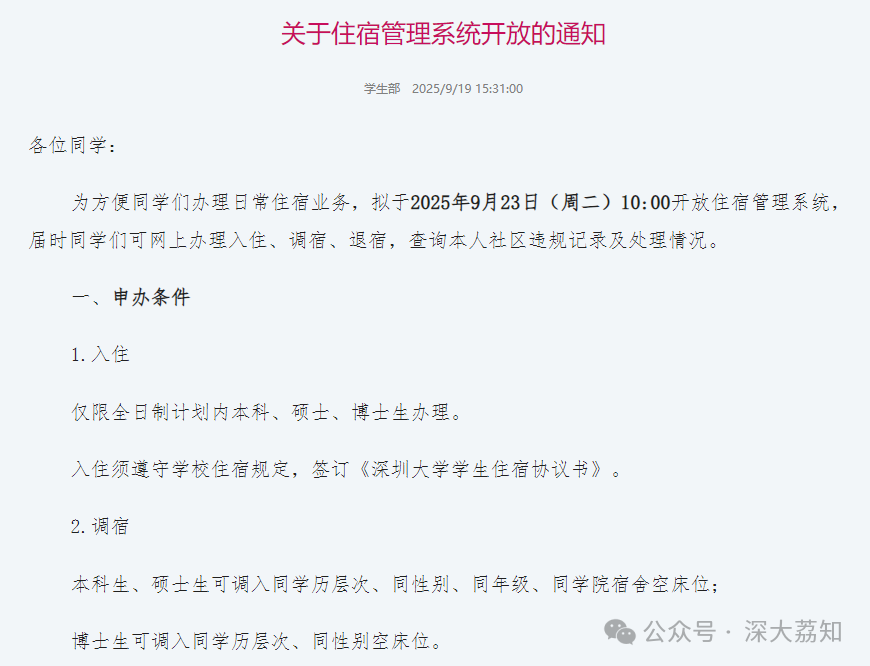 关于住宿管理系统开放的通知
学生部 2025/9/19 15:31:00
各位同学：
为方便同学们办理日常住宿业务，拟于2025年9月23日（周二）10:00开放住宿管理系统，
届时同学们可网上办理入住、调宿、退宿，查询本人社区违规记录及处理情况。
一、申办条件
1.入住
仅限全日制计划内本科、硕士、博士生办理。
入住须遵守学校住宿规定，签订《深圳大学学生住宿协议书》。
2.调宿
本科生、硕士生可调入同学历层次、同性别、同年级、同学院宿舍空床位；
博士生可调入同学历层次、同性别空床位。
公众号 · 深大荔知